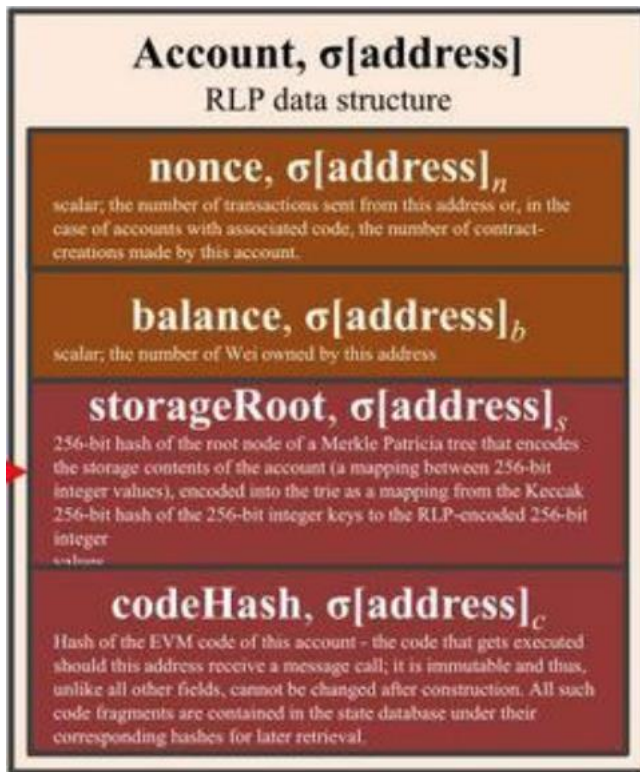 Account, σ[address]
RLP data structure
nonce, σ[address]n
scalar; the number of transactions sent from this address or, in the
case of accounts with associated code, the number of contract-
creations made by this account.
balance, σ[address]b
scalar; the number of Wei owned by this address
storageRoot, σ[address]s
256-bit hash of the root node of a Merkle Patricia tree that encodes
the storage contents of the account (a mapping between 256-bit
integer values), encoded into the trie as a mapping from the Keccak
256-bit hash of the 256-bit integer keys to the RLP-encoded 256-bit
integer
codeHash, σ[address]c
Hash of the EVM code of this account - the code that gets executed
should this address receive a message call; it is immutable and thus,
unlike all other fields, cannot be changed after construction. All such
code fragments are contained in the state database under their
corresponding hashes for later retrieval.